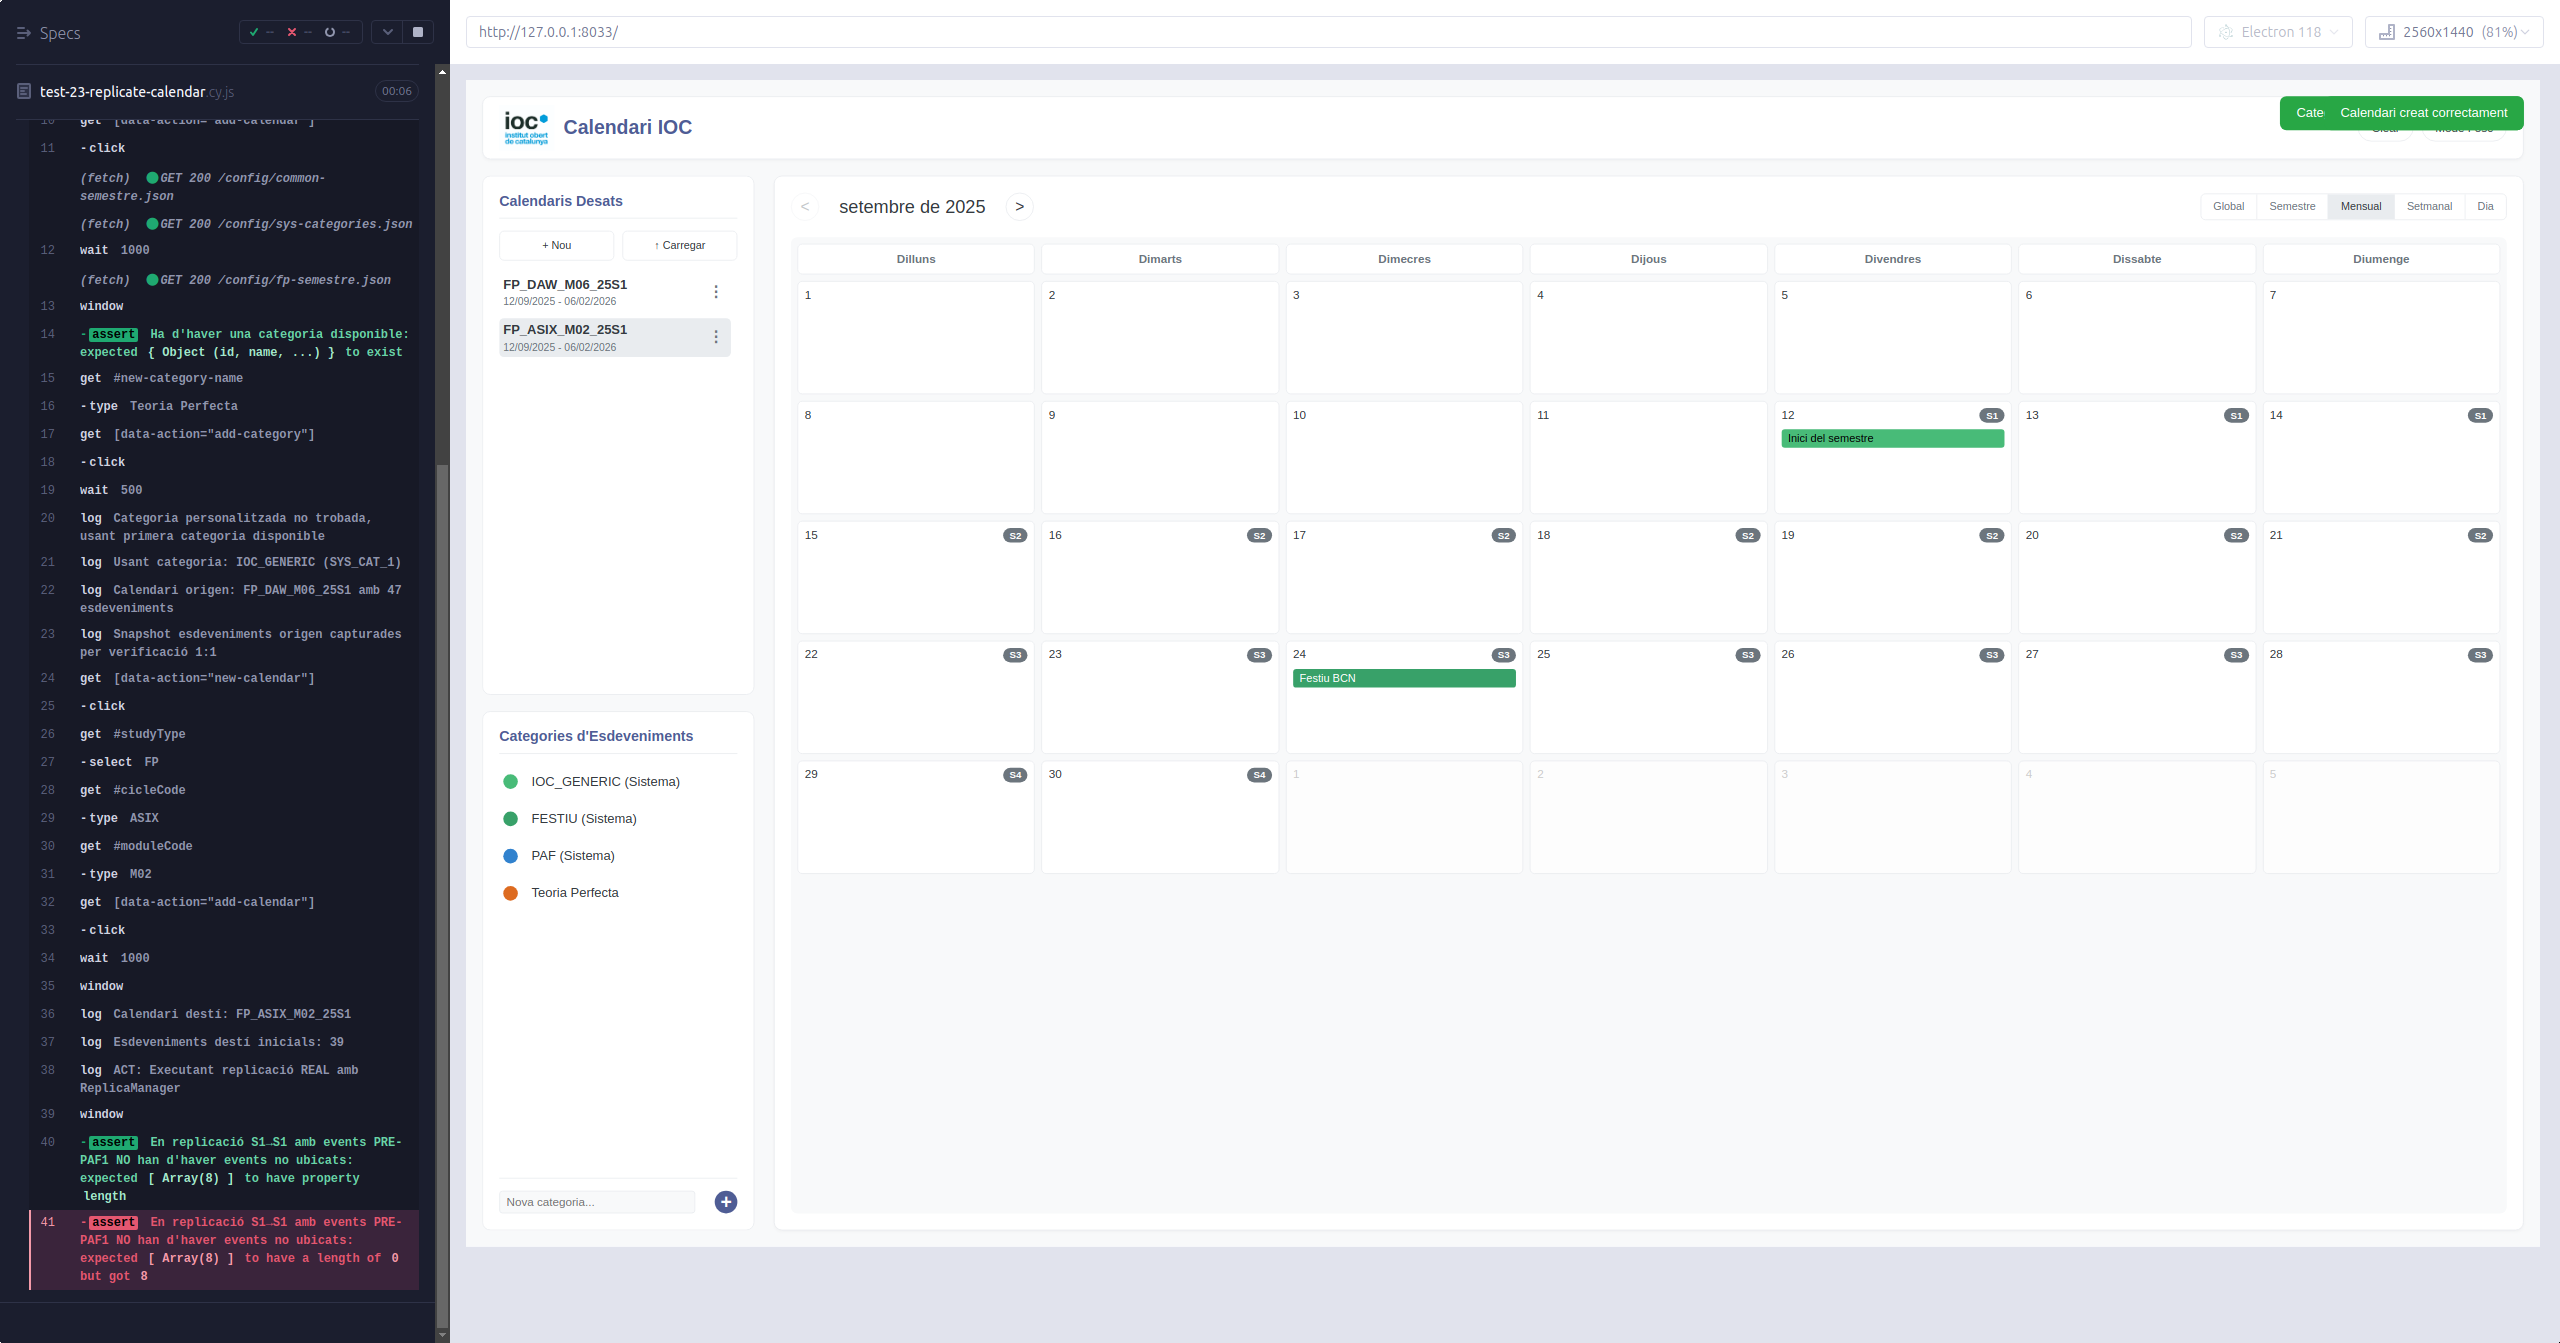 Specs
-- -- --
test-23-replicate-calendar.cy.js 00:06
10 get [data-action="add-calendar"]
11 -click
(fetch) GET 200 /config/common-
semestre.json
(fetch) GET 200 /config/sys-categories.json
12 wait 1000
(fetch) GET 200 /config/fp-semestre.json
13 window
14 -assert Ha d'haver una categoria disponible:
expected { Object (id, name, ...) } to exist
15 get #new-category-name
16 -type Teoria Perfecta
17 get [data-action="add-category"]
18 -click
19 wait 500
20 log Categoria personalitzada no trobada,
usant primera categoria disponible
21 log Usant categoria: IOC_GENERIC (SYS_CAT_1)
22 log Calendari origen: FP_DAW_M06_25S1 amb 47
esdeveniments
23 log Snapshot esdeveniments origen capturades
per verificació 1:1
24 get [data-action="new-calendar"]
25 -click
26 get #studyType
27 -select FP
28 get #cicleCode
29 -type ASIX
30 get #moduleCode
31 -type M02
32 get [data-action="add-calendar"]
33 -click
34 wait 1000
35 window
36 log Calendari destí: FP_ASIX_M02_25S1
37 log Esdeveniments destí inicials: 39
38 log ACT: Executant replicació REAL amb
ReplicaManager
39 window
40 -assert En replicació S1→S1 amb events PRE-
PAF1 NO han d'haver events no ubicats:
expected [ Array(8) ] to have property
length
41 -assert En replicació S1→S1 amb events PRE-
PAF1 NO han d'haver events no ubicats:
expected [ Array(8) ] to have a length of 0
but got 8
http://127.0.0.1:8033/
Electron 118
2560x1440 (81%)
ioc
institut obert
de catalunya
Calendari IOC
Cate
Calendari creat correctament
Calendaris Desats
+ Nou
↑ Carregar
FP_DAW_M06_25S1
12/09/2025 - 06/02/2026
FP_ASIX_M02_25S1
12/09/2025 - 06/02/2026
Categories d'Esdeveniments
IOC_GENERIC (Sistema)
FESTIU (Sistema)
PAF (Sistema)
Teoria Perfecta
Nova categoria...
+
< setembre de 2025 >
Global Semestre Mensual Setmanal Dia
Dilluns Dimarts Dimecres Dijous Divendres Dissabte Diumenge
1 2 3 4 5 6 7
8 9 10 11 12 S1 13 S1 14 S1
Inici del semestre
15 S2 16 S2 17 S2 18 S2 19 S2 20 S2 21 S2
22 S3 23 S3 24 S3 25 S3 26 S3 27 S3 28 S3
Festiu BCN
29 S4 30 S4 1 2 3 4 5